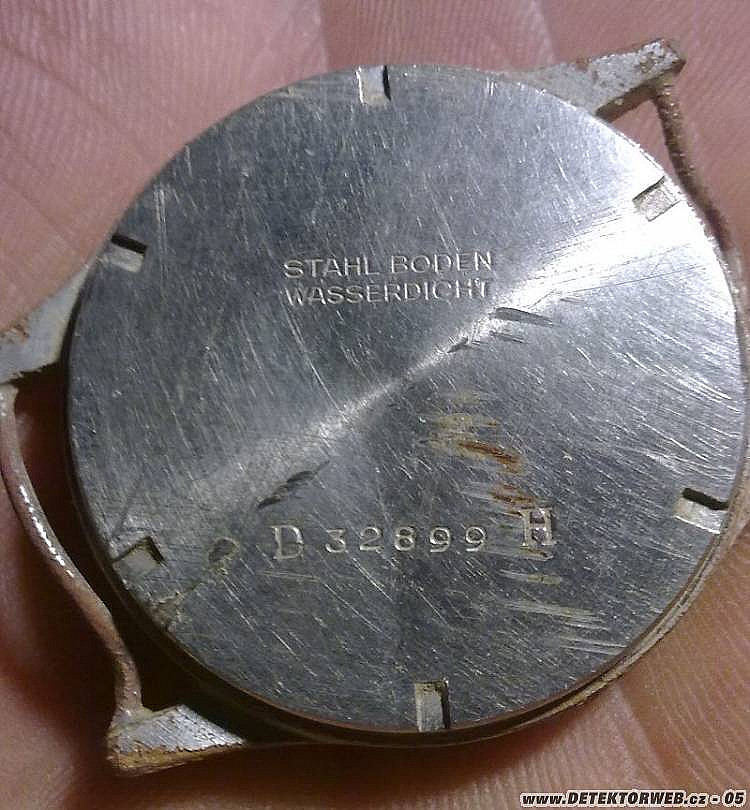 STAHL BODEN
WASSERDICHT
D 32899 H
www.DETEKTORWEB.cz - 05